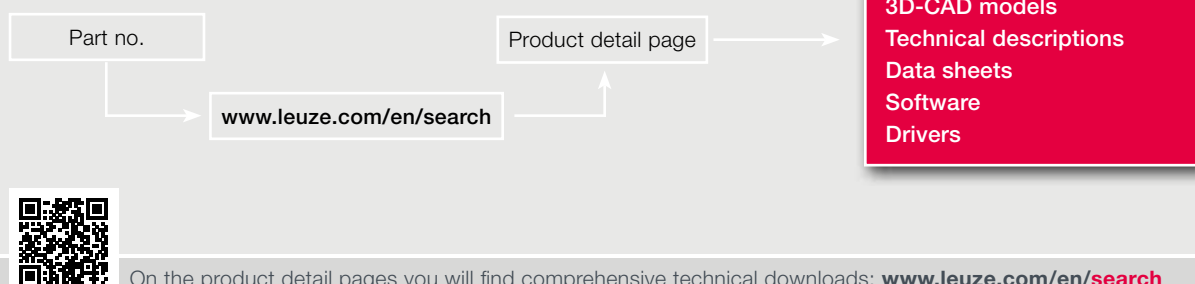 3D-CAD models
Part no.
Product detail page
Technical descriptions
Data sheets
www.leuze.com/en/search
Software
Drivers
On the product detail pages you will find comprehensive technical downloads: www.leuze.com/en/search